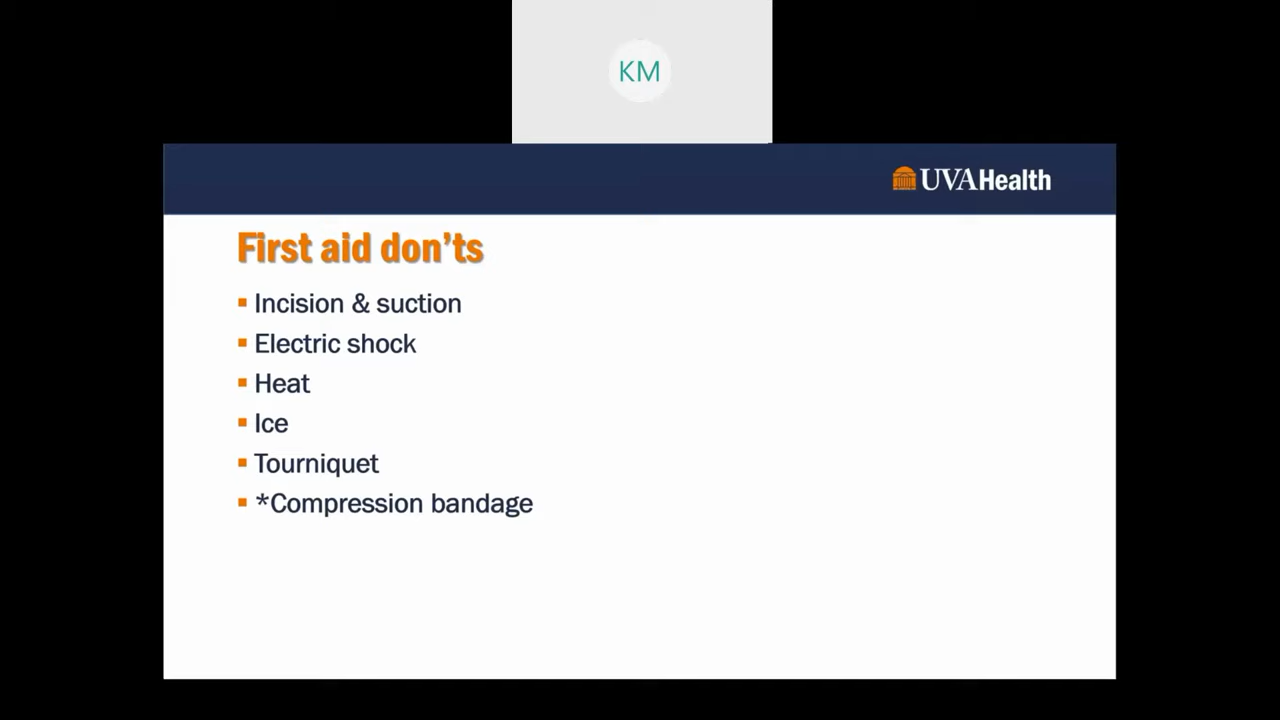 KM
UVAHealth
First aid don'ts
Incision & suction
Electric shock
Heat
Ice
Tourniquet
*Compression bandage